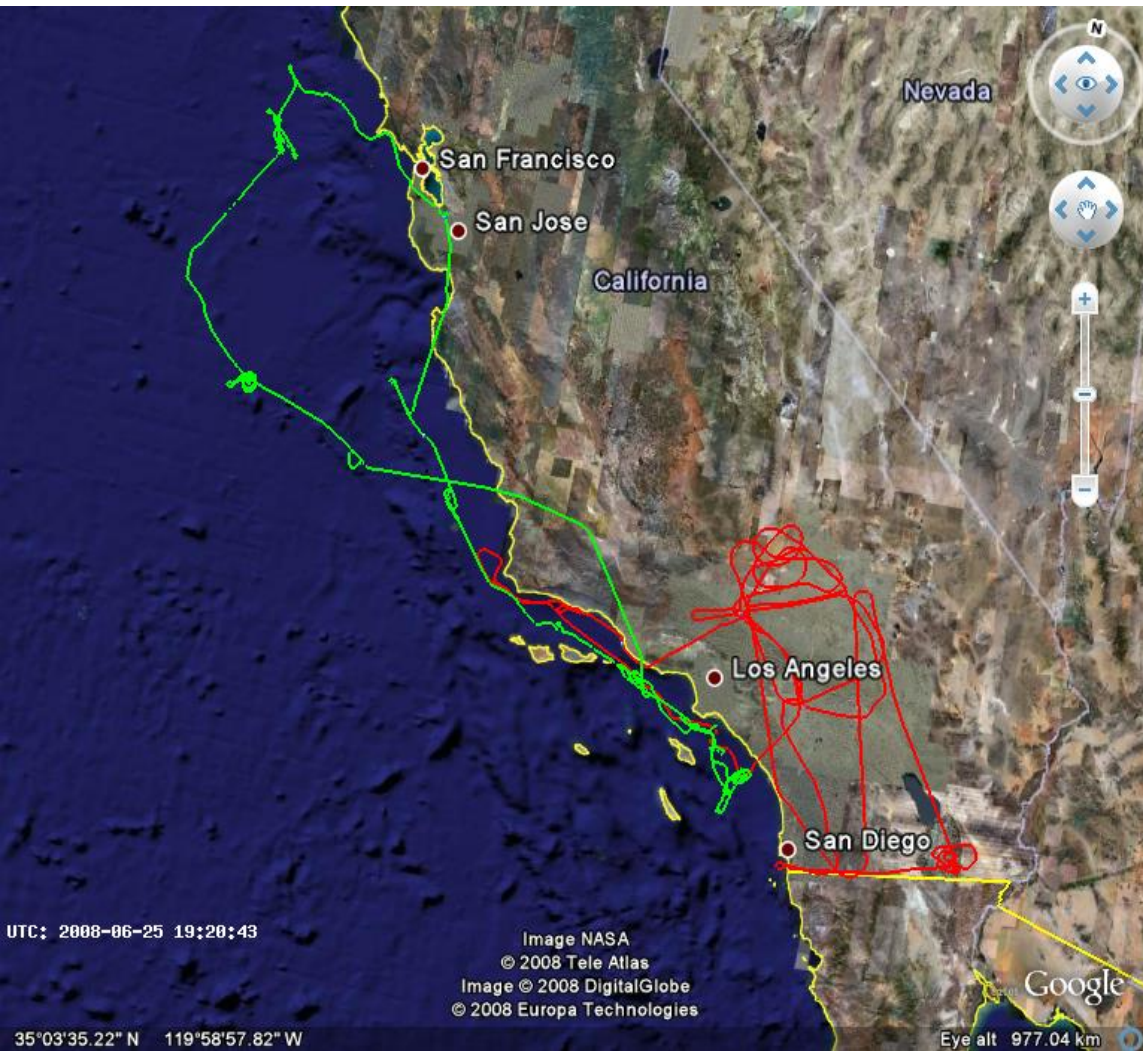 N
Nevada
San Francisco
San Jose
California
Los Angeles
San Diego
UTC: 2008-06-25 19:20:43
Image NASA
© 2008 Tele Atlas
Image © 2008 DigitalGlobe
© 2008 Europa Technologies
Google
35°03'35.22" N 119°58'57.82" W
Eye alt 977.04 km